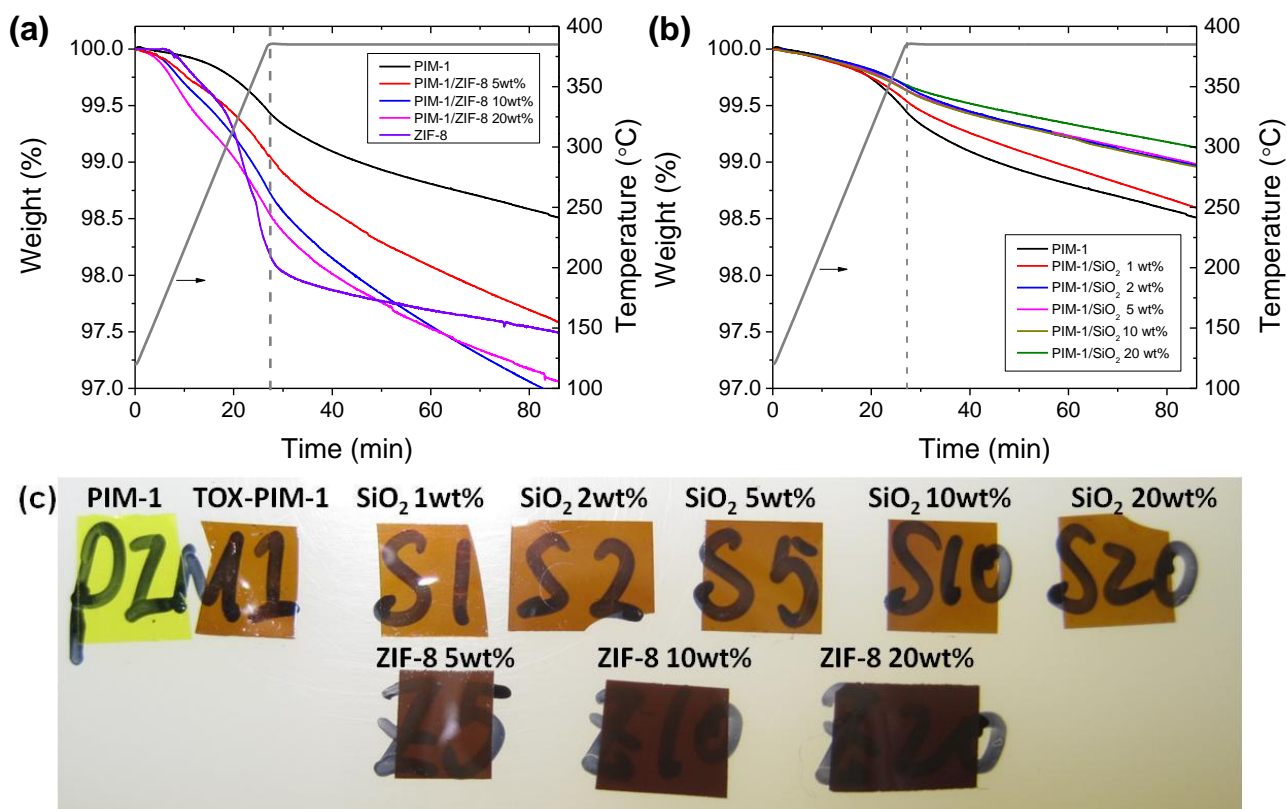 (a)
100.0
99.5
99.0
98.5
98.0
97.5
97.0
Weight (%)
0 20 40 60 80
Time (min)
400
350
300
250
200
150
100
Temperature (°C)
PIM-1
PIM-1/ZIF-8 5wt%
PIM-1/ZIF-8 10wt%
PIM-1/ZIF-8 20wt%
ZIF-8
(b)
100.0
99.5
99.0
98.5
98.0
97.5
97.0
Weight (%)
0 20 40 60 80
Time (min)
400
350
300
250
200
150
100
Temperature (°C)
PIM-1
PIM-1/SiO₂ 1 wt%
PIM-1/SiO₂ 2 wt%
PIM-1/SiO₂ 5 wt%
PIM-1/SiO₂ 10 wt%
PIM-1/SiO₂ 20 wt%
(c)
PIM-1 TOX-PIM-1 SiO₂ 1wt% SiO₂ 2wt% SiO₂ 5wt% SiO₂ 10wt% SiO₂ 20wt%
S1 S2 S5 S10 S20
ZIF-8 5wt% ZIF-8 10wt% ZIF-8 20wt%
Z5 Z10 Z20